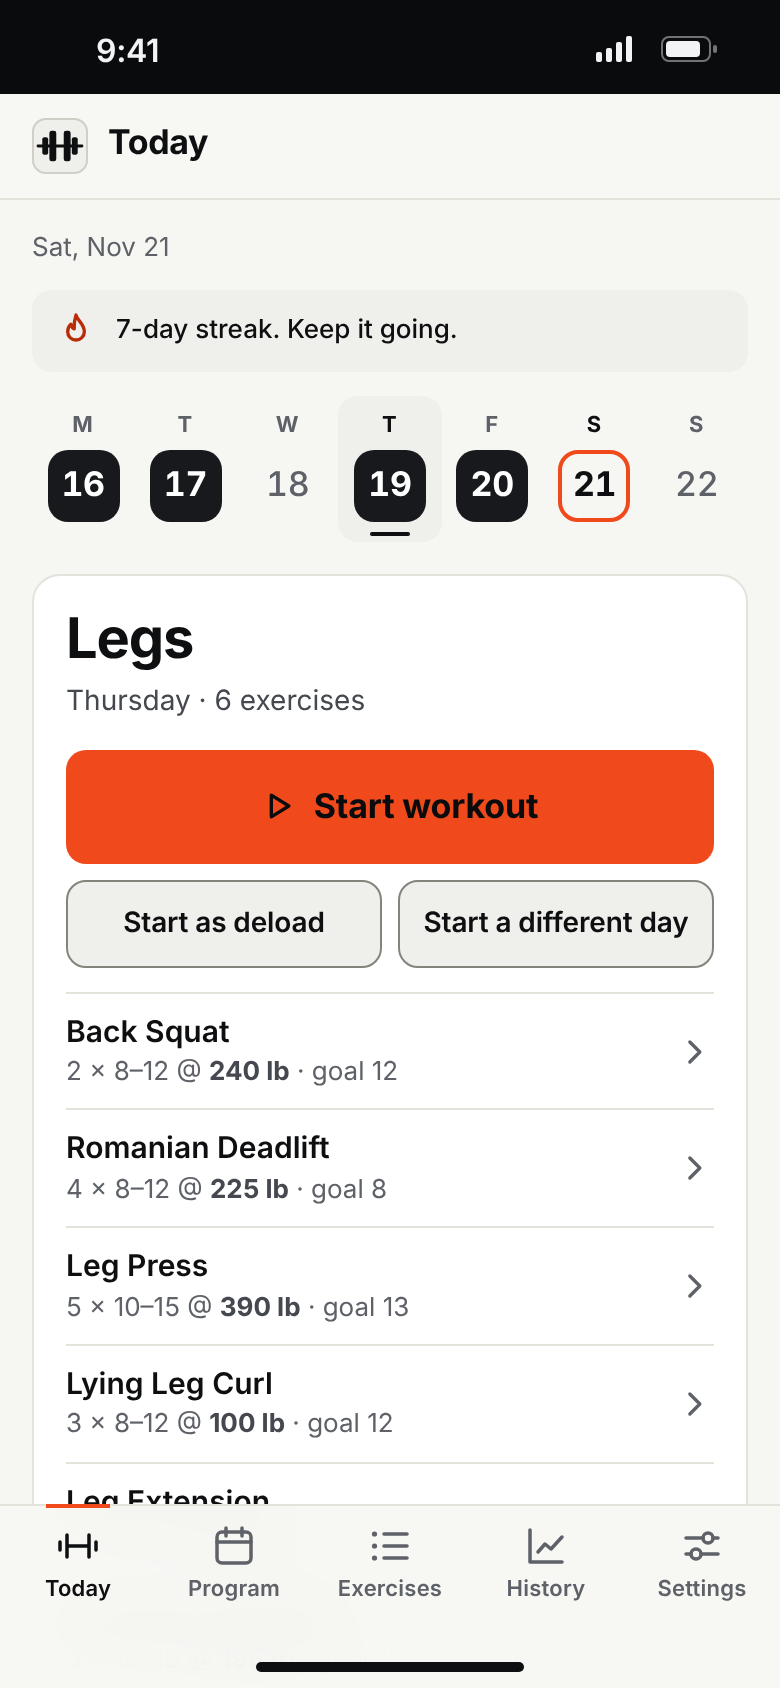 9:41
Today
Sat, Nov 21
7-day streak. Keep it going.
M T W T F S S
16 17 18 19 20 21 22
Legs
Thursday · 6 exercises
Start workout
Start as deload Start a different day
Back Squat
2 × 8–12 @ 240 lb · goal 12
Romanian Deadlift
4 × 8–12 @ 225 lb · goal 8
Leg Press
5 × 10–15 @ 390 lb · goal 13
Lying Leg Curl
3 × 8–12 @ 100 lb · goal 12
Leg Extension
Today Program Exercises History Settings